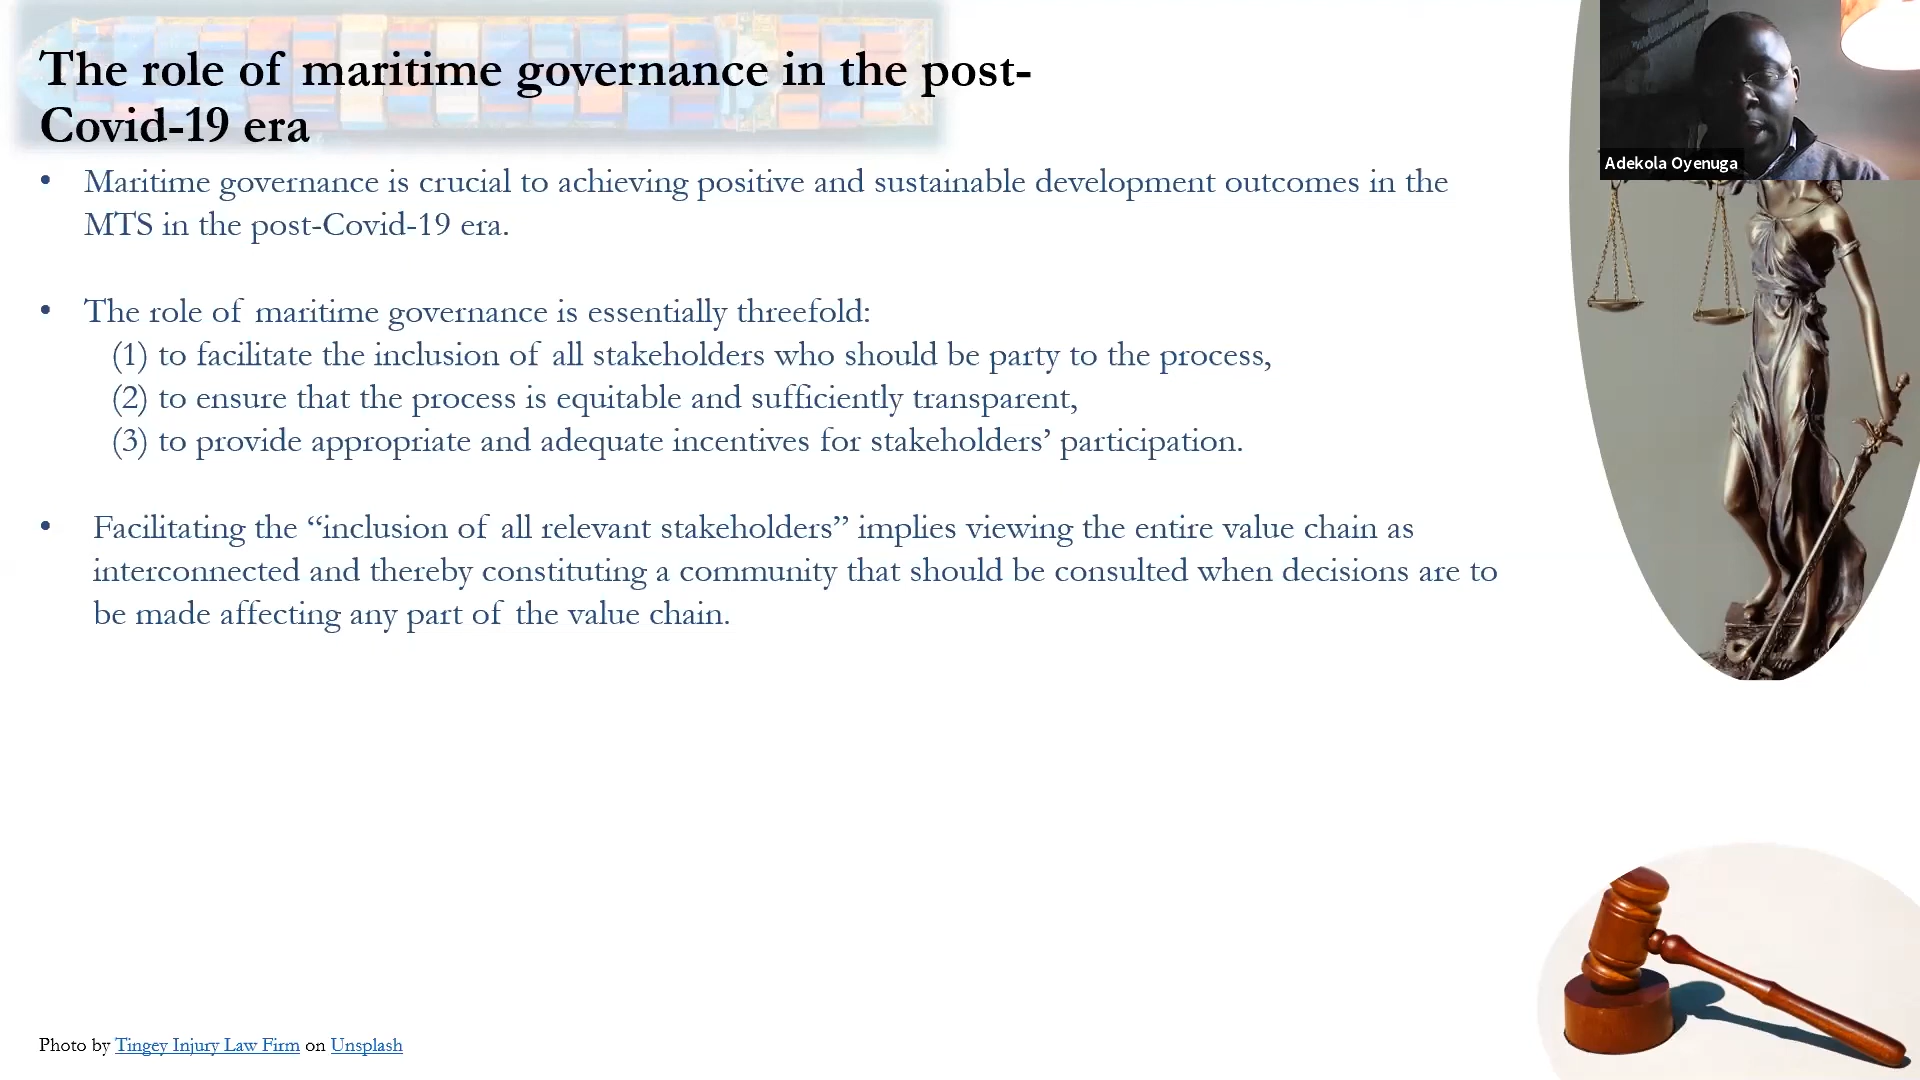 The role of maritime governance in the post-
Covid-19 era
• Maritime governance is crucial to achieving positive and sustainable development outcomes in the
MTS in the post-Covid-19 era.
• The role of maritime governance is essentially threefold:
(1) to facilitate the inclusion of all stakeholders who should be party to the process,
(2) to ensure that the process is equitable and sufficiently transparent,
(3) to provide appropriate and adequate incentives for stakeholders’ participation.
• Facilitating the “inclusion of all relevant stakeholders” implies viewing the entire value chain as
interconnected and thereby constituting a community that should be consulted when decisions are to
be made affecting any part of the value chain.
Adekola Oyenuga
Photo by Tingey Injury Law Firm on Unsplash